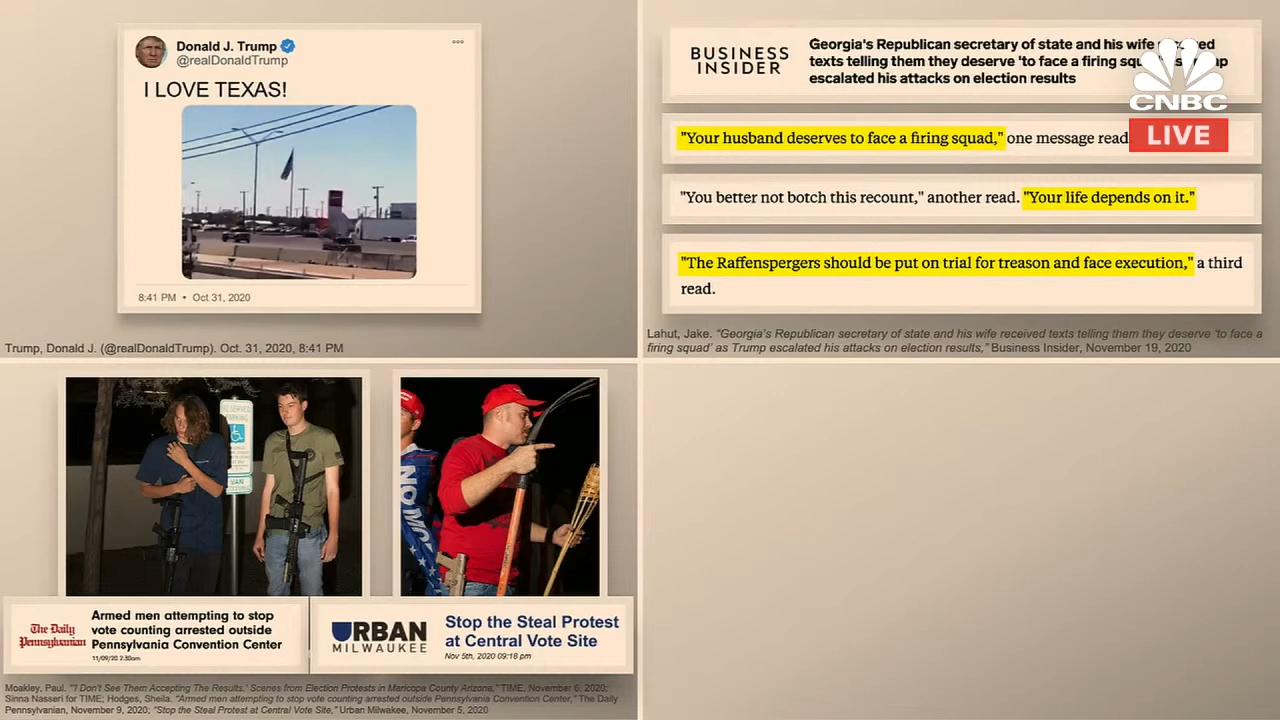 Donald J. Trump
@realDonaldTrump
I LOVE TEXAS!
8:41 PM • Oct 31, 2020
Trump, Donald J. (@realDonaldTrump). Oct. 31, 2020, 8:41 PM
BUSINESS
INSIDER
Georgia's Republican secretary of state and his wife
texts telling them they deserve 'to face a firing
escalated his attacks on election results
CNBC
LIVE
"Your husband deserves to face a firing squad," one message read
"You better not botch this recount," another read. "Your life depends on it."
"The Raffenspergers should be put on trial for treason and face execution," a third
read.
Lahut, Jake. "Georgia's Republican secretary of state and his wife received texts telling them they deserve 'to face a
firing squad' as Trump escalated his attacks on election results," Business Insider, November 19, 2020
RESERVED
PARKING
VAN
The Daily
Pennsylvanian
Armed men attempting to stop
vote counting arrested outside
Pennsylvania Convention Center
11/09/20 2:30am
URBAN
MILWAUKEE
Stop the Steal Protest
at Central Vote Site
Nov 5th, 2020 09:18 pm
Moakley, Paul. "'I Don't See Them Accepting The Results.' Scenes from Election Protests in Maricopa County Arizona," TIME, November 6, 2020;
Sinna Nasseri for TIME; Hodges, Sheila. "Armed men attempting to stop vote counting arrested outside Pennsylvania Convention Center," The Daily
Pennsylvanian, November 9, 2020; "Stop the Steal Protest at Central Vote Site," Urban Milwakee, November 5, 2020